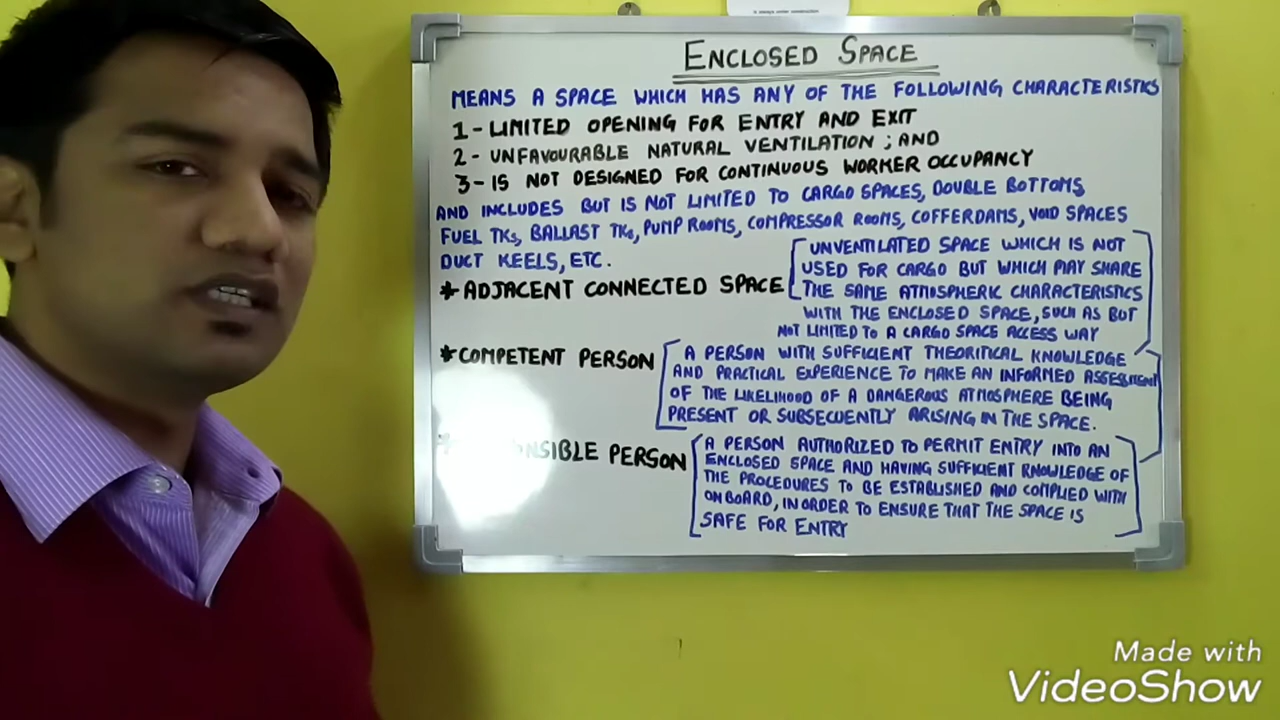 is always under construction
ENCLOSED SPACE
MEANS A SPACE WHICH HAS ANY OF THE FOLLOWING CHARACTERISTICS
1- LIMITED OPENING FOR ENTRY AND EXIT
2- UNFAVOURABLE NATURAL VENTILATION ; AND
3- IS NOT DESIGNED FOR CONTINUOUS WORKER OCCUPANCY
AND INCLUDES BUT IS NOT LIMITED TO CARGO SPACES, DOUBLE BOTTOMS
FUEL TKs, BALLAST TKs, PUMP ROOMS, COMPRESSOR ROOMS, COFFERDAMS, VOID SPACES
DUCT KEELS, ETC.
* ADJACENT CONNECTED SPACE
UNVENTILATED SPACE WHICH IS NOT
USED FOR CARGO BUT WHICH MAY SHARE
THE SAME ATMOSPHERIC CHARACTERISTICS
WITH THE ENCLOSED SPACE, SUCH AS BUT
NOT LIMITED TO A CARGO SPACE ACCESS WAY
* COMPETENT PERSON
A PERSON WITH SUFFICIENT THEORITICAL KNOWLEDGE
AND PRACTICAL EXPERIENCE TO MAKE AN INFORMED ASSESSMENT
OF THE LIKELIHOOD OF A DANGEROUS ATMOSPHERE BEING
PRESENT OR SUBSECUENTLY ARISING IN THE SPACE.
NSIBLE PERSON
A PERSON AUTHORIZED TO PERMIT ENTRY INTO AN
ENCLOSED SPACE AND HAVING SUFFICIENT KNOWLEDGE OF
THE PROCEDURES TO BE ESTABLISHED AND COMPLIED WITH
ONBOARD, IN ORDER TO ENSURE THAT THE SPACE IS
SAFE FOR ENTRY
Made with
VideoShow